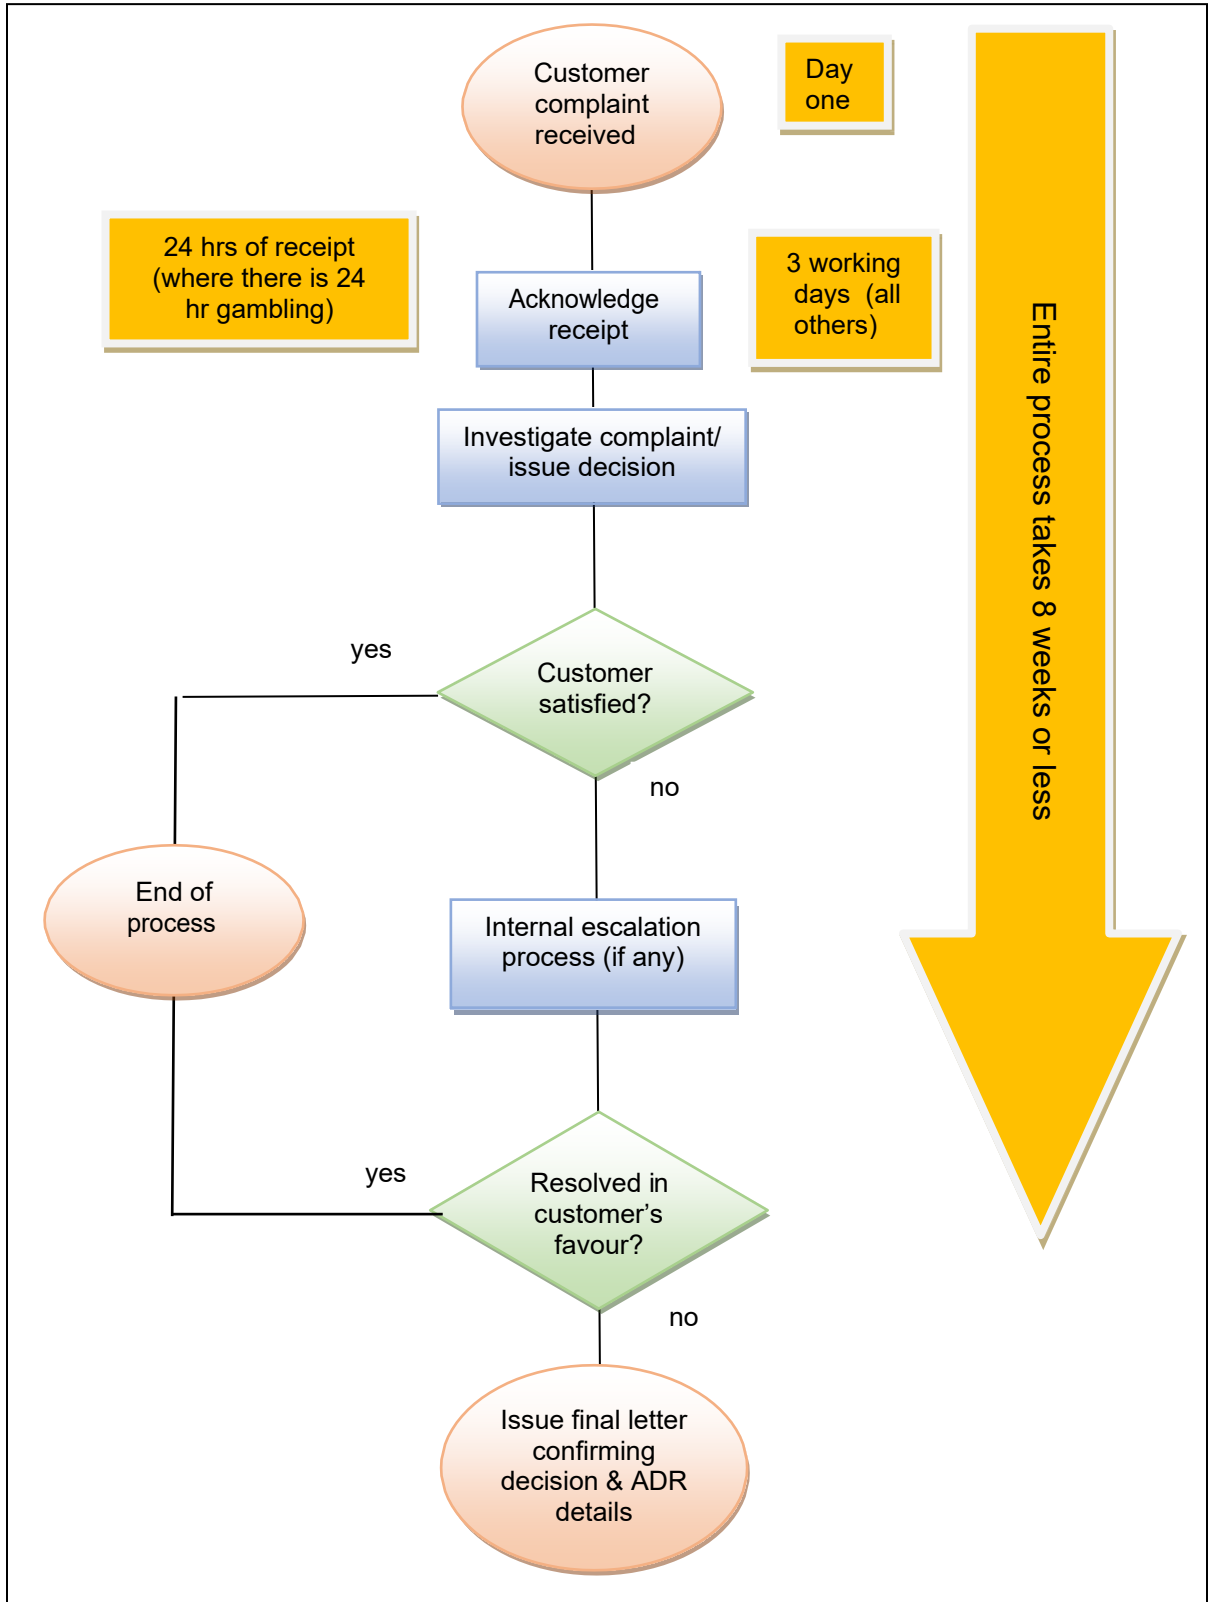 Customer
complaint
received
Day
one
24 hrs of receipt
(where there is 24
hr gambling)
Acknowledge
receipt
3 working
days (all
others)
Entire process takes 8 weeks or less
Investigate complaint/
issue decision
yes
Customer
satisfied?
no
End of
process
Internal escalation
process (if any)
yes
Resolved in
customer’s
favour?
no
Issue final letter
confirming
decision & ADR
details